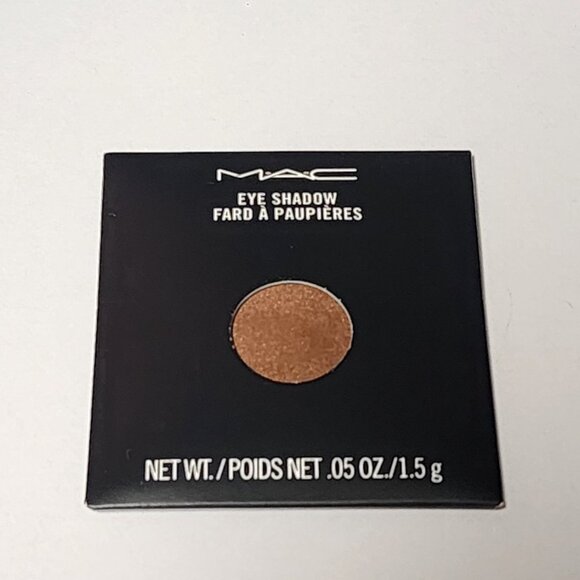 M·A·C
EYE SHADOW
FARD À PAUPIÈRES
NET WT./POIDS NET .05 OZ./1.5 g